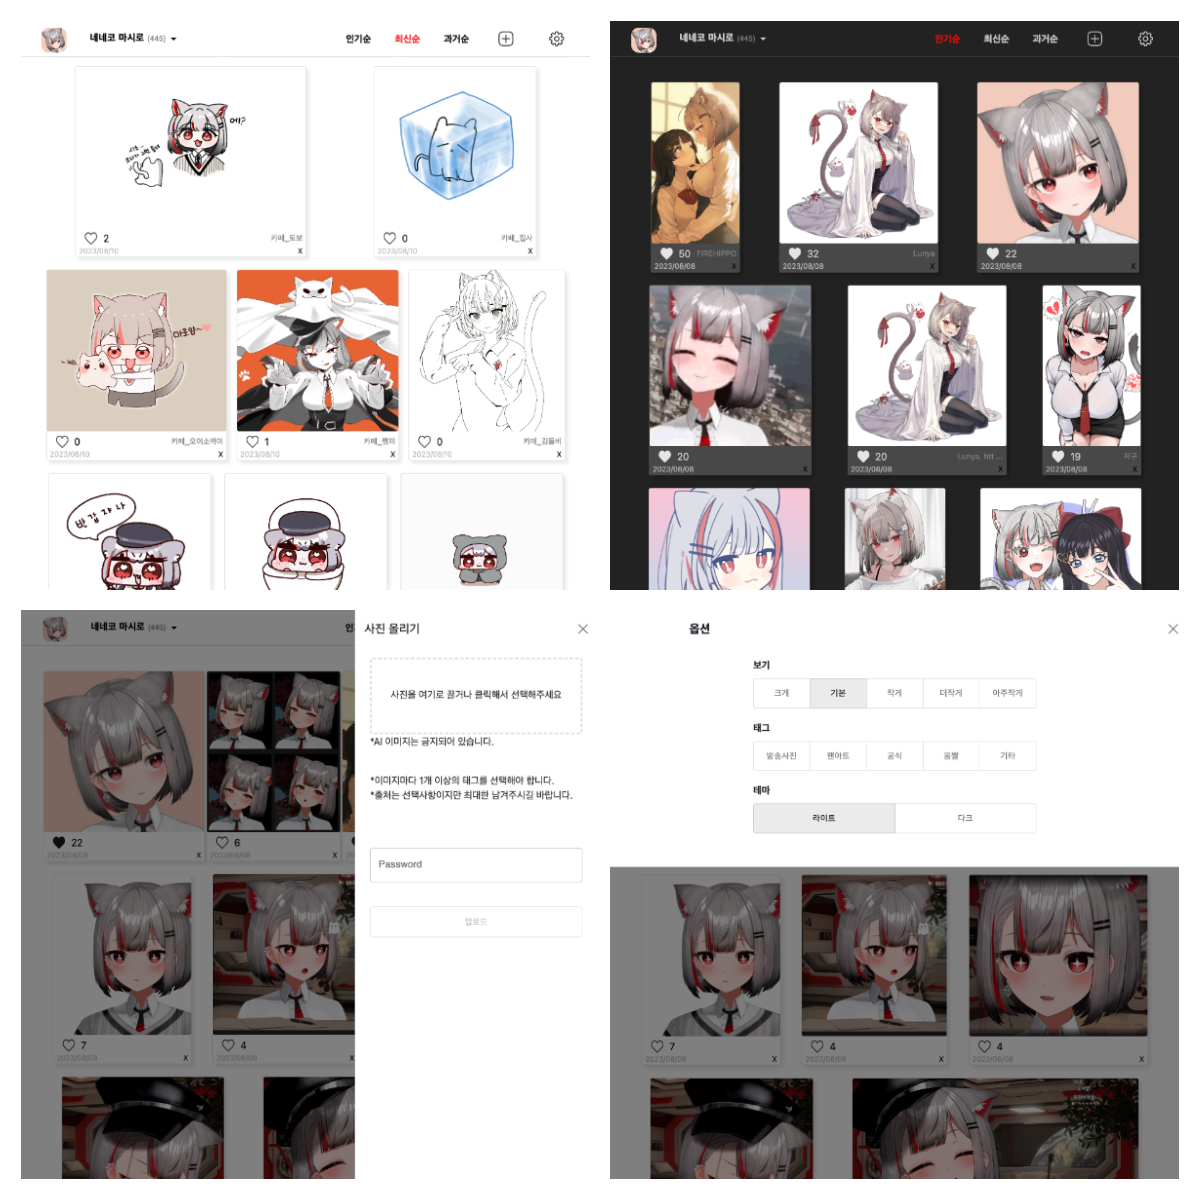 네네코 마시로 (445)
인기순 최신순 과거순
에?
2
카페_도보
2023/08/10 X
0
카페_집사
2023/08/10 X
마로망~
0
카페_오이소박이
2023/08/10 X
1
2023/08/10 X
0
카페_김들비
2023/08/10 X
반갑쟈나
네네코 마시로 (445)
인기순 최신순 과거순
50 FIREHIPPO
2023/08/08 X
32 Lunya
2023/08/08 X
22
2023/08/08 X
20
2023/08/08 X
20 Lunya, htt ...
2023/08/08 X
19 지구
2023/08/08 X
네네코 마시로 (445)
인
22
2023/08/08 X
6
2023/08/08 X
7
2023/08/08 X
4
2023/08/08 X
사진 올리기
사진을 여기로 끌거나 클릭해서 선택해주세요
*AI 이미지는 금지되어 있습니다.
*이미지마다 1개 이상의 태그를 선택해야 합니다.
*출처는 선택사항이지만 최대한 남겨주시길 바랍니다.
Password
업로드
옵션
보기
크게 기본 작게 더작게 아주작게
태그
방송사진 팬아트 공식 움짤 기타
테마
라이트 다크
7
2023/08/08 X
4
2023/08/08 X
4
2023/08/08 X